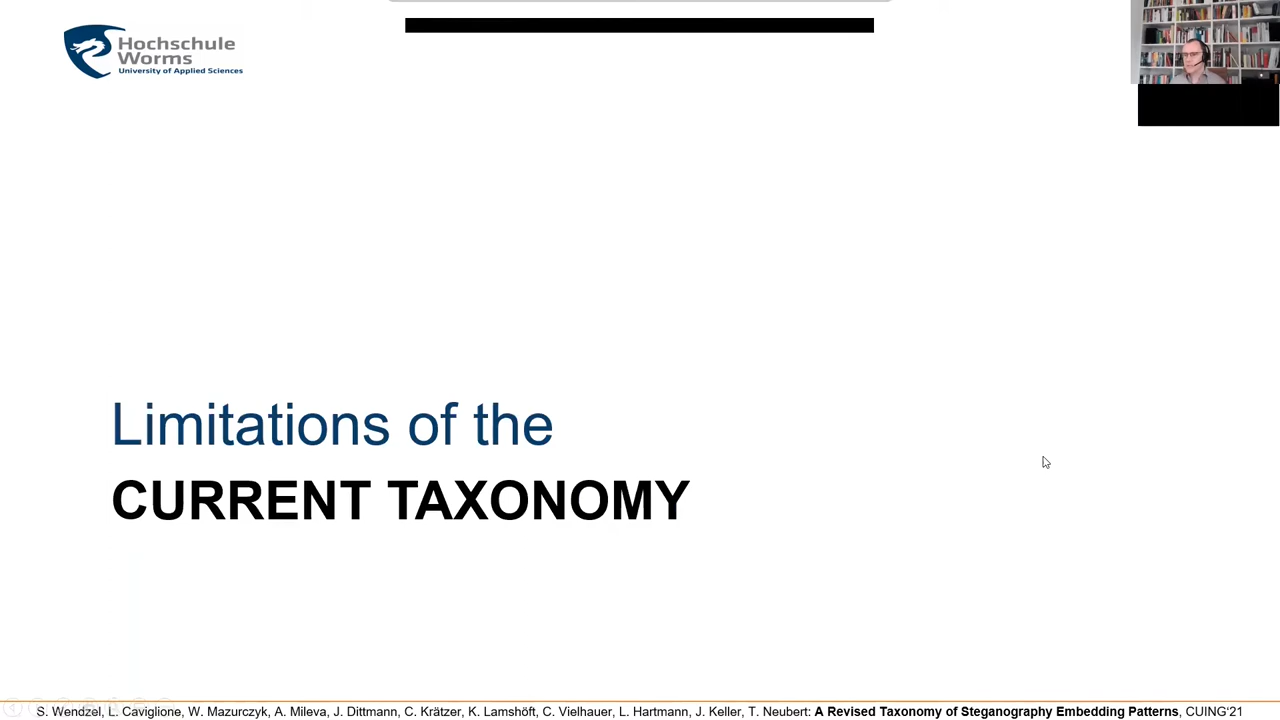 Hochschule
Worms
University of Applied Sciences
Limitations of the
CURRENT TAXONOMY
S. Wendzel, L. Caviglione, W. Mazurczyk, A. Mileva, J. Dittmann, C. Krätzer, K. Lamshöft, C. Vielhauer, L. Hartmann, J. Keller, T. Neubert: A Revised Taxonomy of Steganography Embedding Patterns, CUING‘21